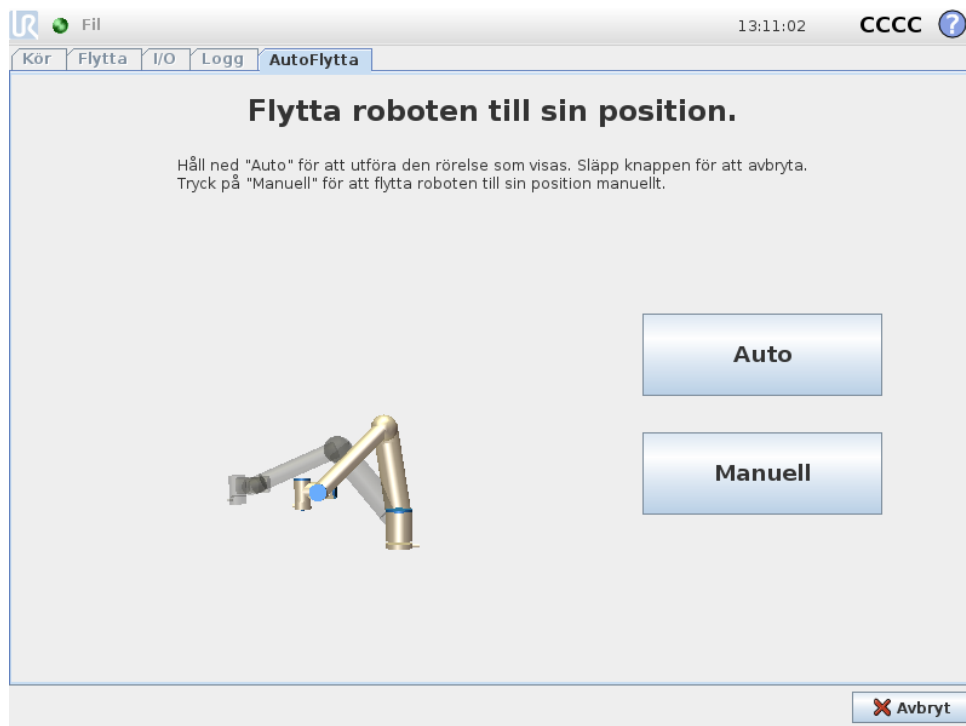 UR Fil 13:11:02 CCCC ?
Kör Flytta I/O Logg AutoFlytta
Flytta roboten till sin position.
Håll ned "Auto" för att utföra den rörelse som visas. Släpp knappen för att avbryta.
Tryck på "Manuell" för att flytta roboten till sin position manuellt.
Auto
Manuell
Avbryt